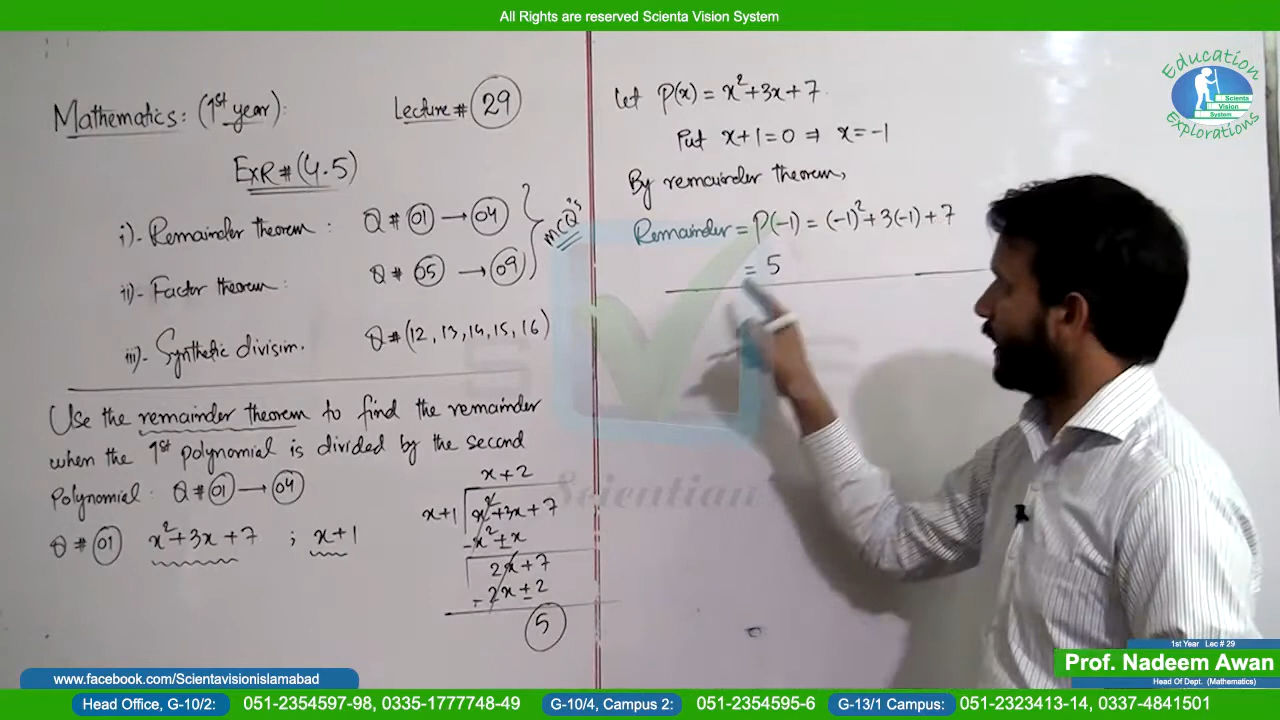 All Rights are reserved Scienta Vision System
Mathematics: (1st year):
Lecture # 29
EXR # (4.5)
i)- Remainder theorem : Q # 01 → 04
ii)- Factor theorem: Q # 05 → 09
MCQ's
iii)- Synthetic division. Q # (12, 13, 14, 15, 16)
Use the remainder theorem to find the remainder
when the 1st polynomial is divided by the second
polynomial: Q # 01 → 04
Q # 01 x²+3x+7 ; x+1
x+2
x+1 x²+3x+7
-x²±x
2x+7
-2x±2
5
Let P(x) = x²+3x+7.
Put x+1=0 ⇒ x=-1
By remainder theorem,
Remainder = P(-1) = (-1)²+3(-1)+7
= 5
Education
Scienta
Vision
System
Explorations
Scientian
1st Year Lec # 29
Prof. Nadeem Awan
Head Of Dept. (Mathematics)
www.facebook.com/Scientavisionislamabad
Head Office, G-10/2: 051-2354597-98, 0335-1777748-49 G-10/4, Campus 2: 051-2354595-6 G-13/1 Campus: 051-2323413-14, 0337-4841501